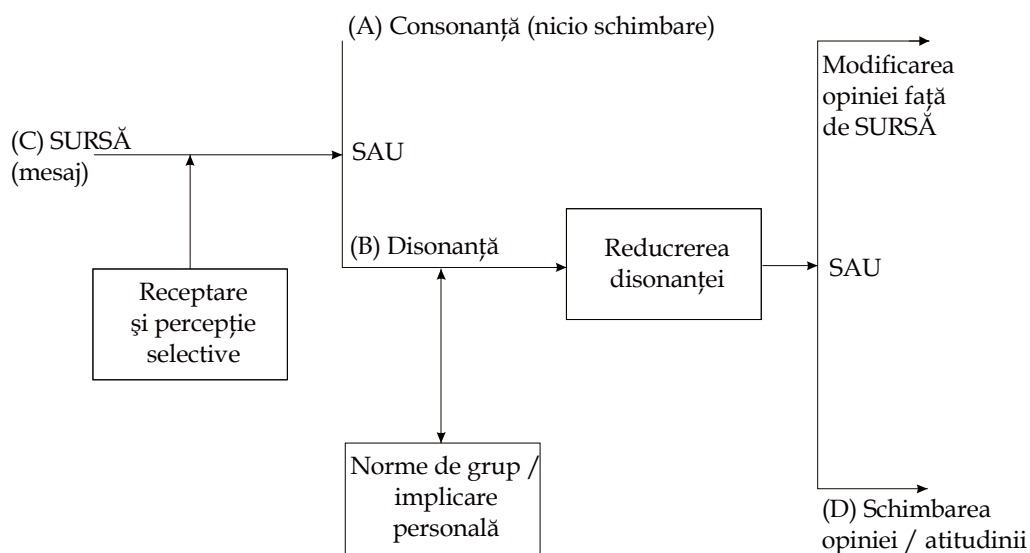 (A) Consonanță (nicio schimbare)
Modificarea
opiniei față
de SURSĂ
(C) SURSĂ
(mesaj)
SAU
(B) Disonanță
Reducrerea
disonanței
SAU
Receptare
şi percepție
selective
Norme de grup /
implicare
personală
(D) Schimbarea
opiniei / atitudinii